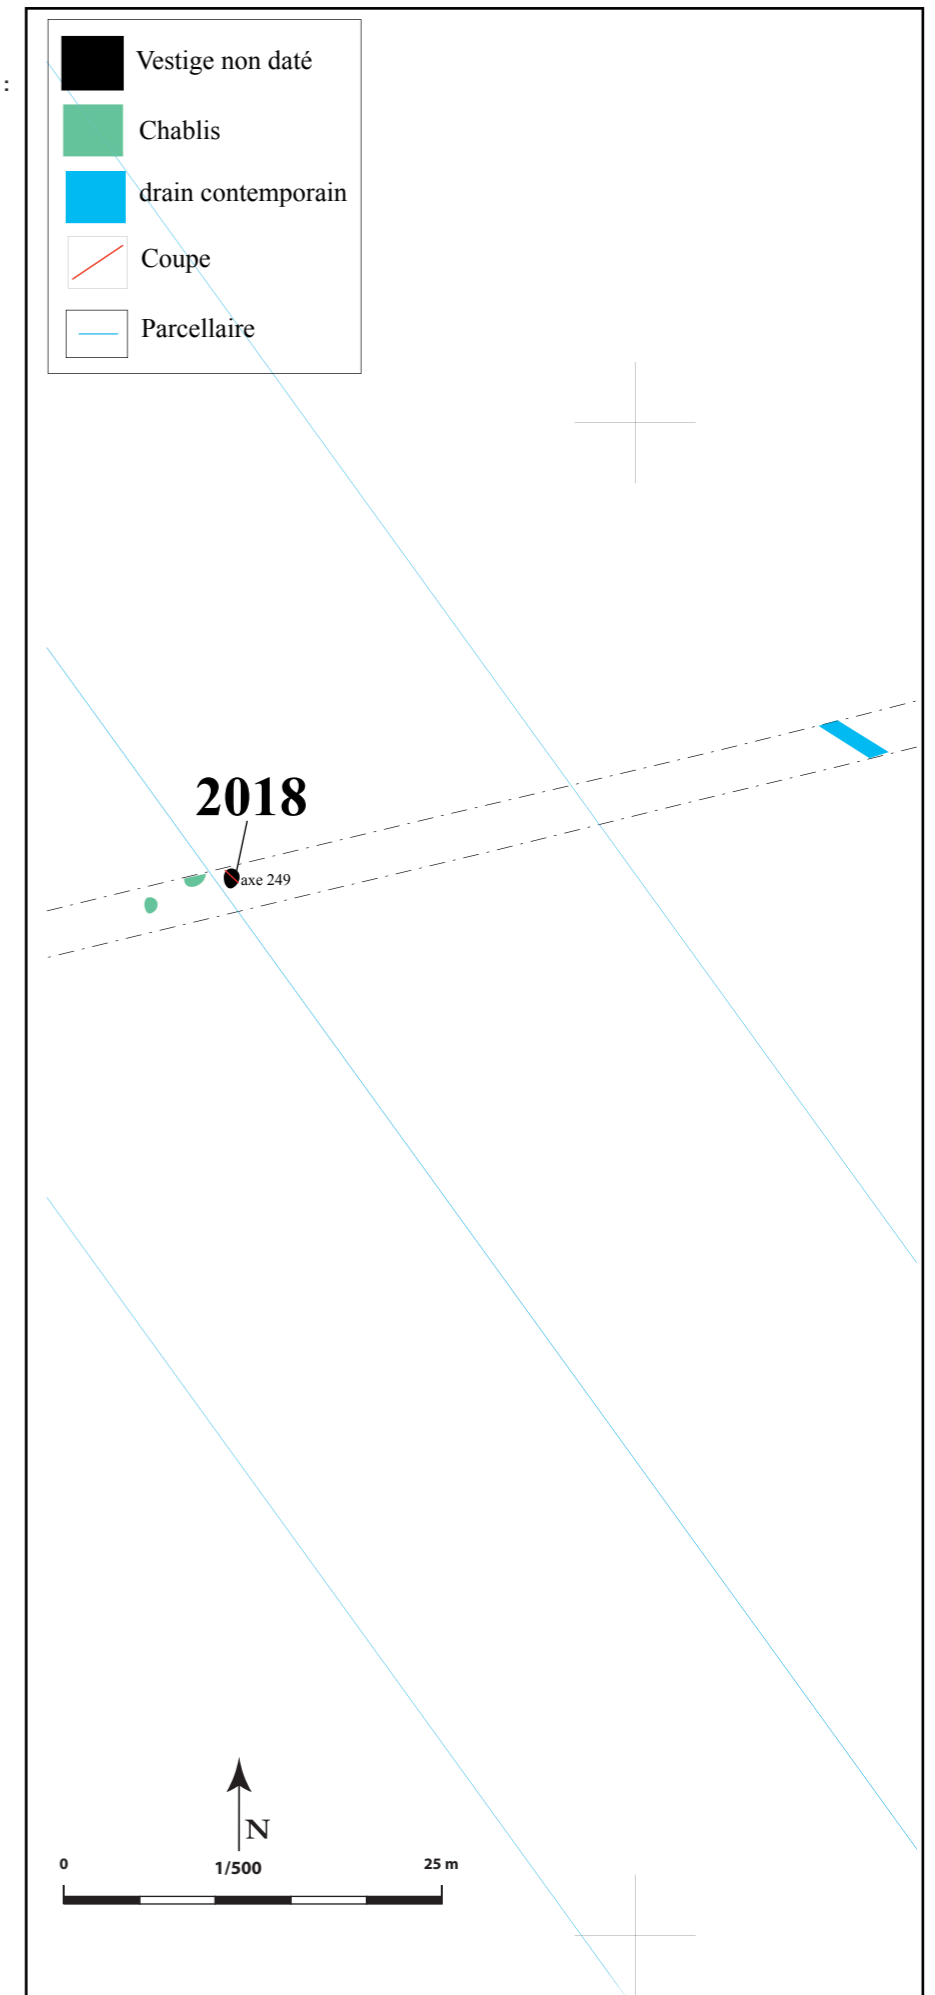 :
Vestige non daté
Chablis
drain contemporain
Coupe
Parcellaire
2018
axe 249
N
0 1/500 25 m